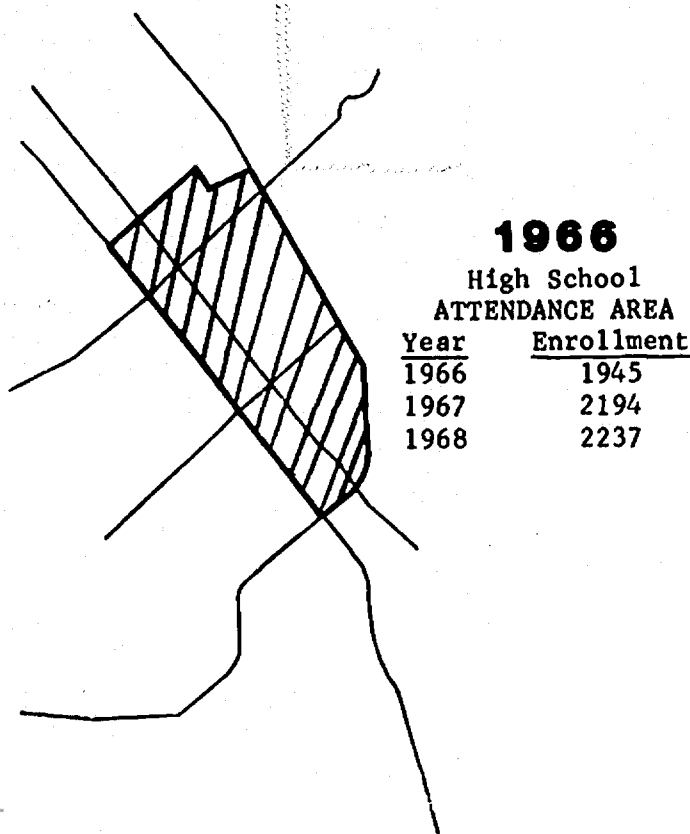 1966
High School
ATTENDANCE AREA
Year Enrollment
1966 1945
1967 2194
1968 2237